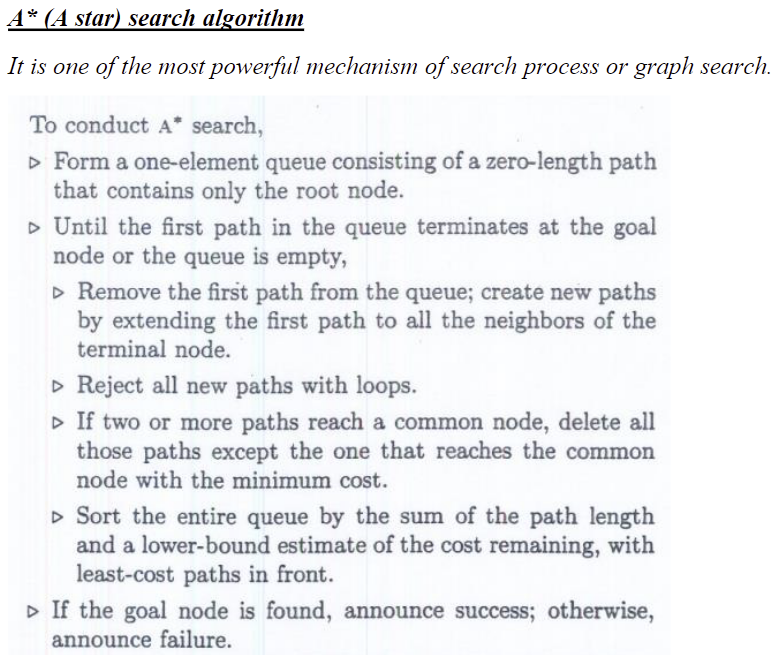 A* (A star) search algorithm
It is one of the most powerful mechanism of search process or graph search.
To conduct A* search,
▷ Form a one-element queue consisting of a zero-length path
that contains only the root node.
▷ Until the first path in the queue terminates at the goal
node or the queue is empty,
▷ Remove the first path from the queue; create new paths
by extending the first path to all the neighbors of the
terminal node.
▷ Reject all new paths with loops.
▷ If two or more paths reach a common node, delete all
those paths except the one that reaches the common
node with the minimum cost.
▷ Sort the entire queue by the sum of the path length
and a lower-bound estimate of the cost remaining, with
least-cost paths in front.
▷ If the goal node is found, announce success; otherwise,
announce failure.